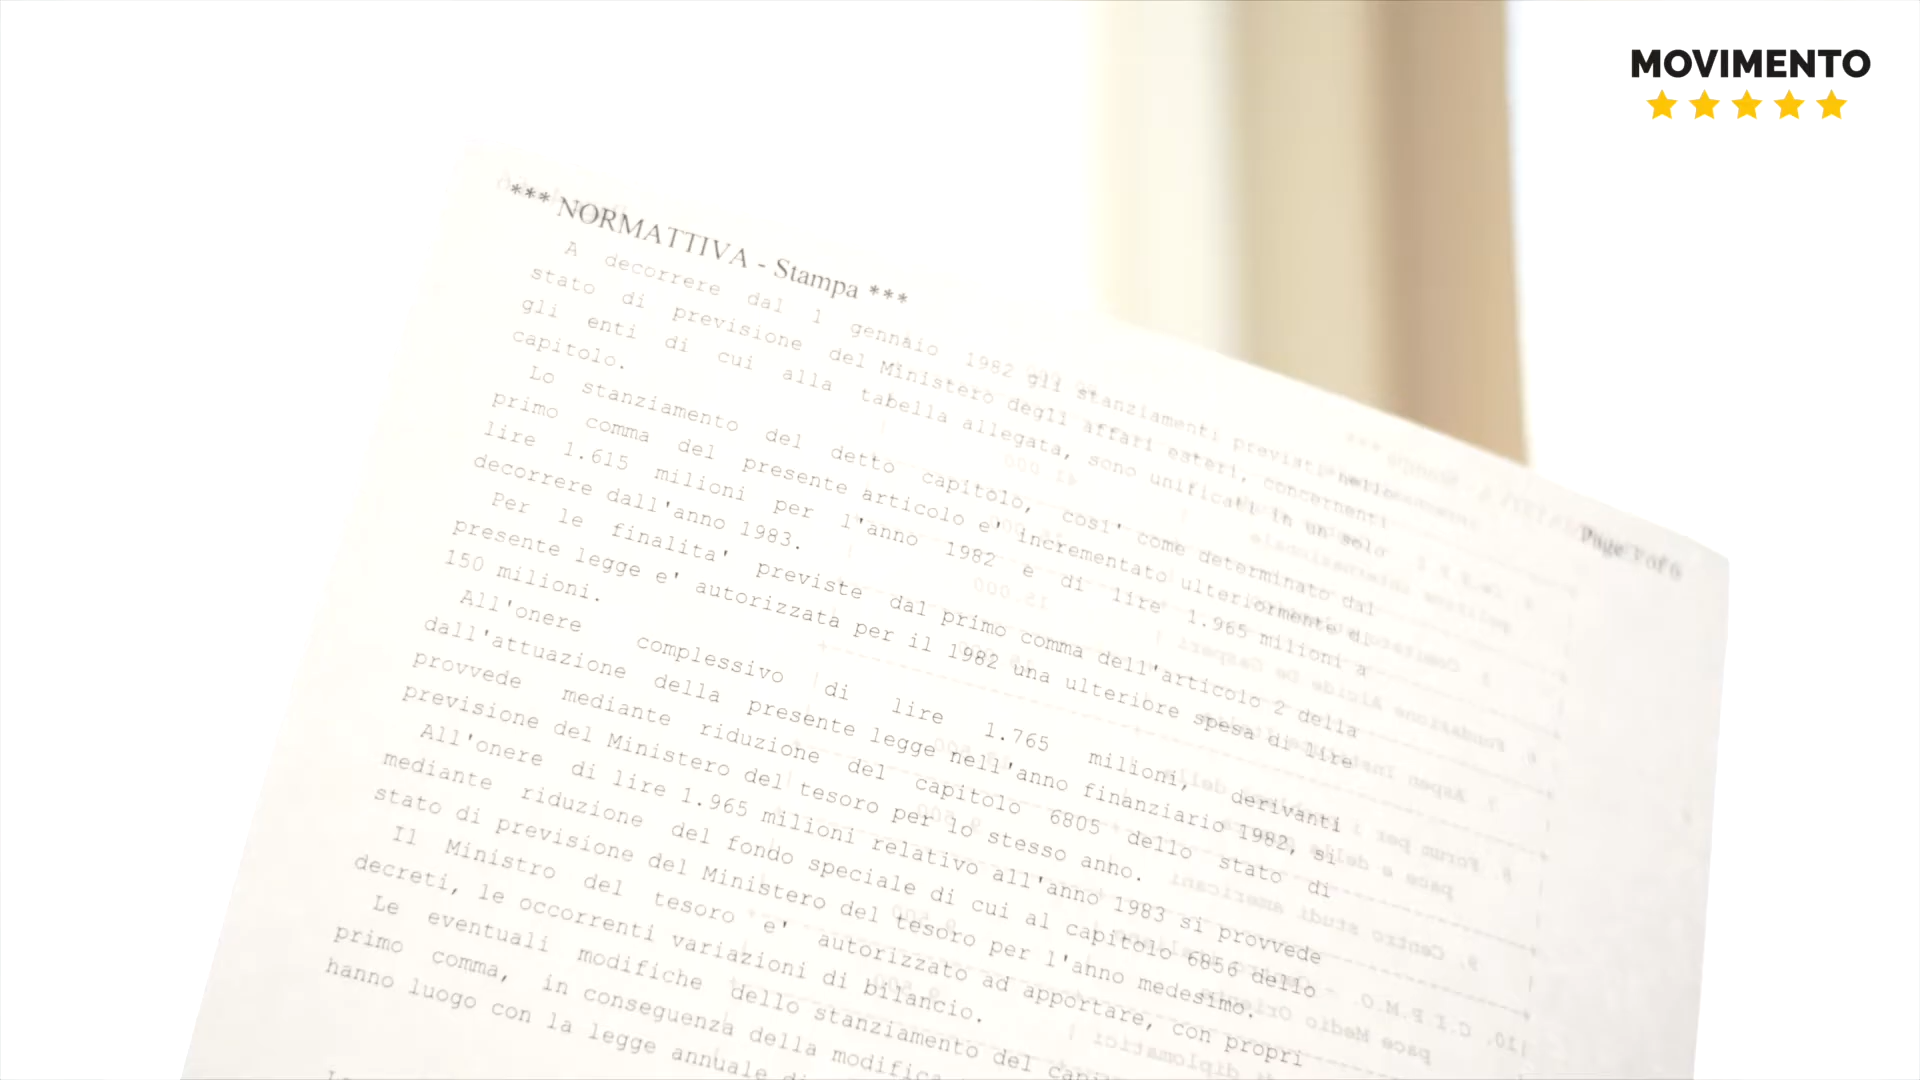 MOVIMENTO
*** NORMATTIVA - Stampa ***
A decorrere dal 1 gennaio 1982 gli stanziamenti previsti nello
stato di previsione del Ministero degli affari esteri, concernenti
gli enti di cui alla tabella allegata, sono unificati in un solo
capitolo.
Lo stanziamento del detto capitolo, cosi' come determinato dal
primo comma del presente articolo e' incrementato ulteriormente di
lire 1.615 milioni per l'anno 1982 e di lire 1.965 milioni a
decorrere dall'anno 1983.
Per le finalita' previste dal primo comma dell'articolo 2 della
presente legge e' autorizzata per il 1982 una ulteriore spesa di lire
150 milioni.
All'onere complessivo di lire 1.765 milioni, derivanti
dall'attuazione della presente legge nell'anno finanziario 1982, si
provvede mediante riduzione del capitolo 6805 dello stato di
previsione del Ministero del tesoro per lo stesso anno.
All'onere di lire 1.965 milioni relativo all'anno 1983 si provvede
mediante riduzione del fondo speciale di cui al capitolo 6856 dello
stato di previsione del Ministero del tesoro per l'anno medesimo.
Il Ministro del tesoro e' autorizzato ad apportare, con propri
decreti, le occorrenti variazioni di bilancio.
Le eventuali modifiche dello stanziamento del
primo comma, in conseguenza della
hanno luogo con la legge annuale
Page of 6